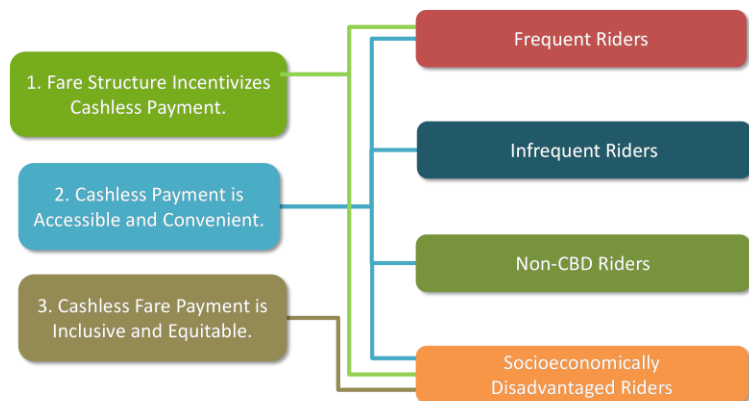 1. Fare Structure Incentivizes
Cashless Payment.
2. Cashless Payment is
Accessible and Convenient.
3. Cashless Fare Payment is
Inclusive and Equitable.
Frequent Riders
Infrequent Riders
Non-CBD Riders
Socioeconomically
Disadvantaged Riders